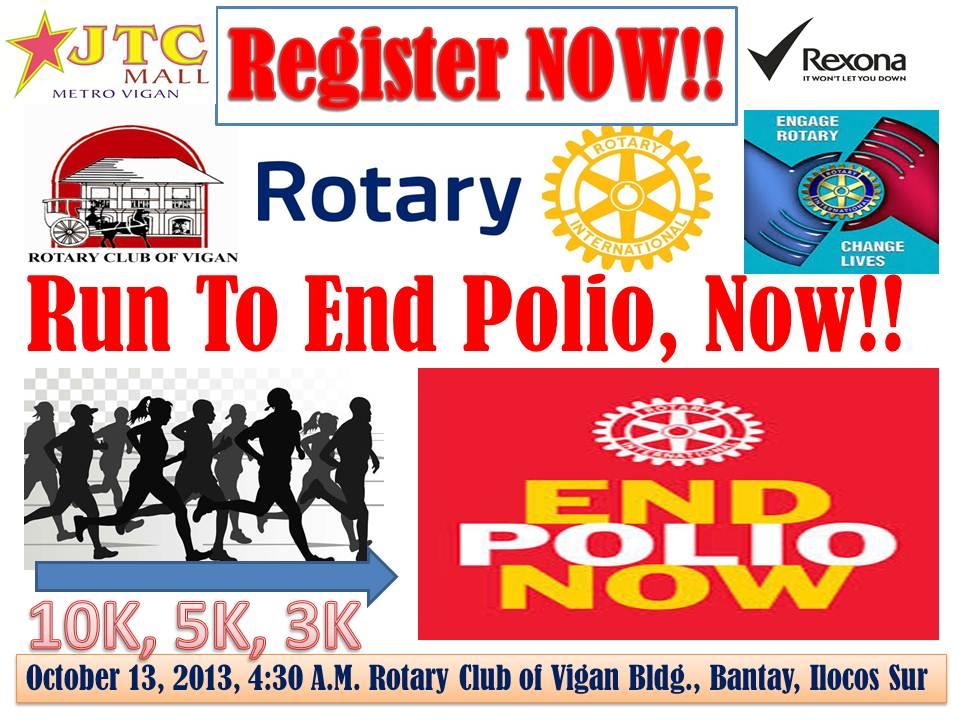 JTC
MALL
METRO VIGAN
Register NOW!!
Rexona
IT WON'T LET YOU DOWN
ROTARY CLUB OF VIGAN
Rotary
ROTARY
INTERNATIONAL
ENGAGE
ROTARY
ROTARY
INTERNATIONAL
CHANGE
LIVES
Run To End Polio, Now!!
ROTARY
INTERNATIONAL
END
POLIO
NOW
10K, 5K, 3K
October 13, 2013, 4:30 A.M. Rotary Club of Vigan Bldg., Bantay, Ilocos Sur